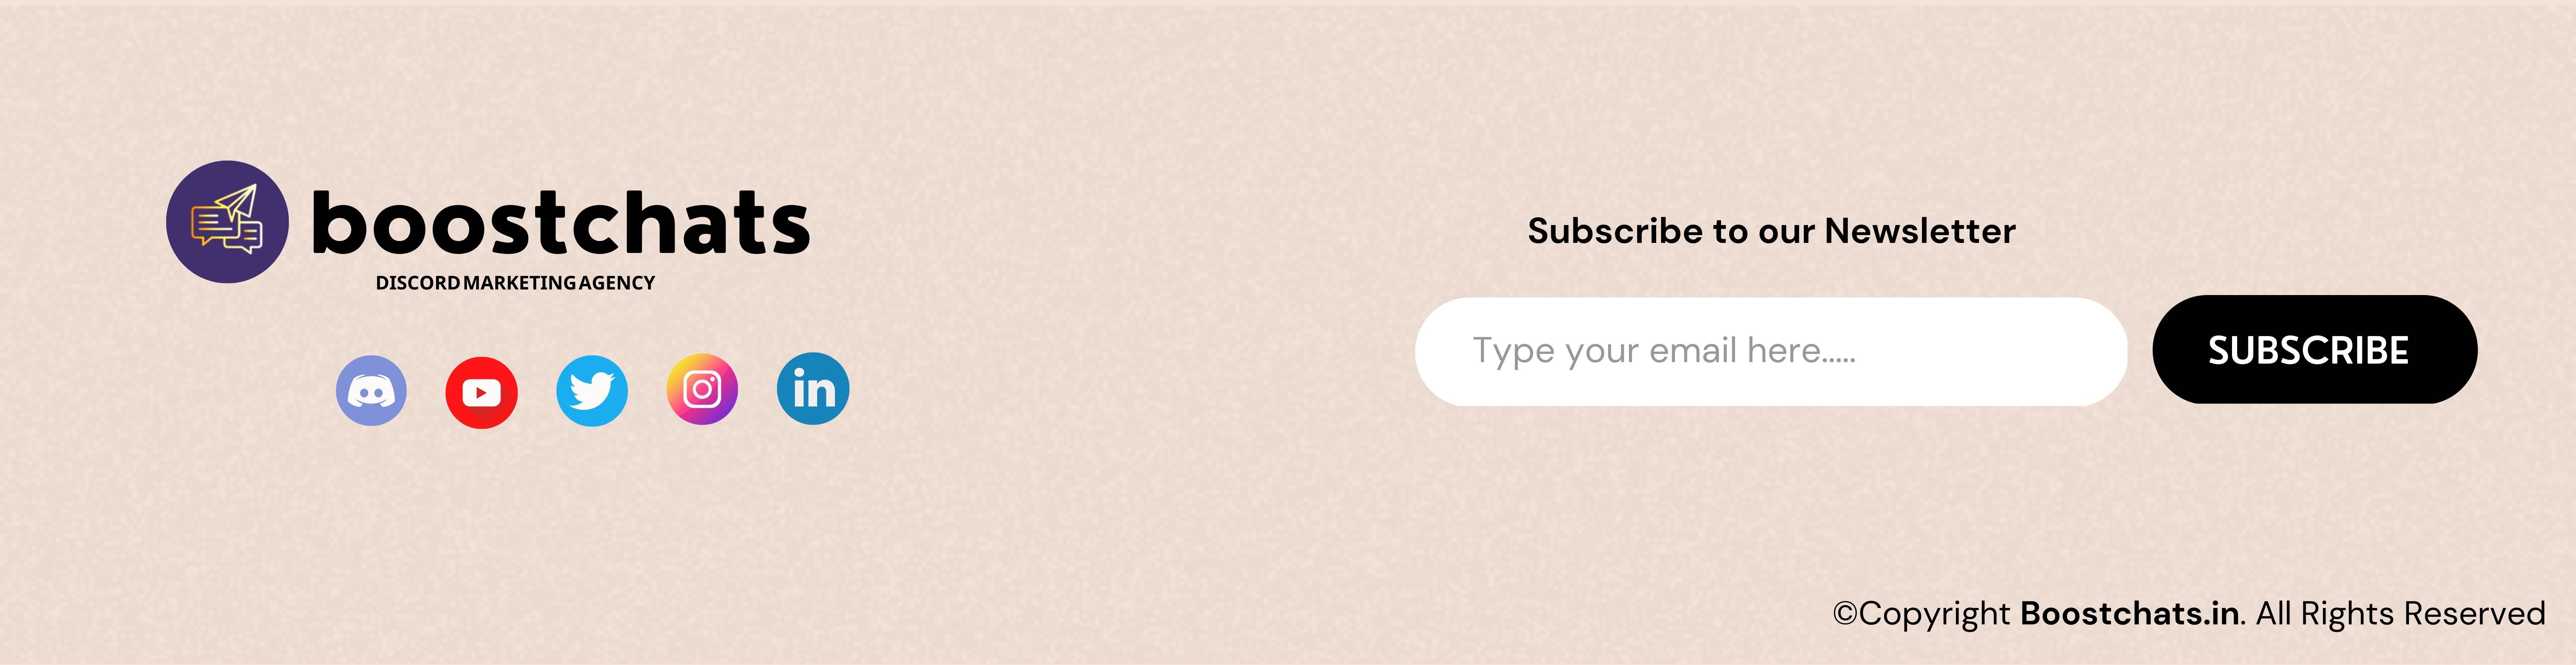 boostchats
DISCORD MARKETING AGENCY
in
Subscribe to our Newsletter
Type your email here.....
SUBSCRIBE
©Copyright Boostchats.in. All Rights Reserved